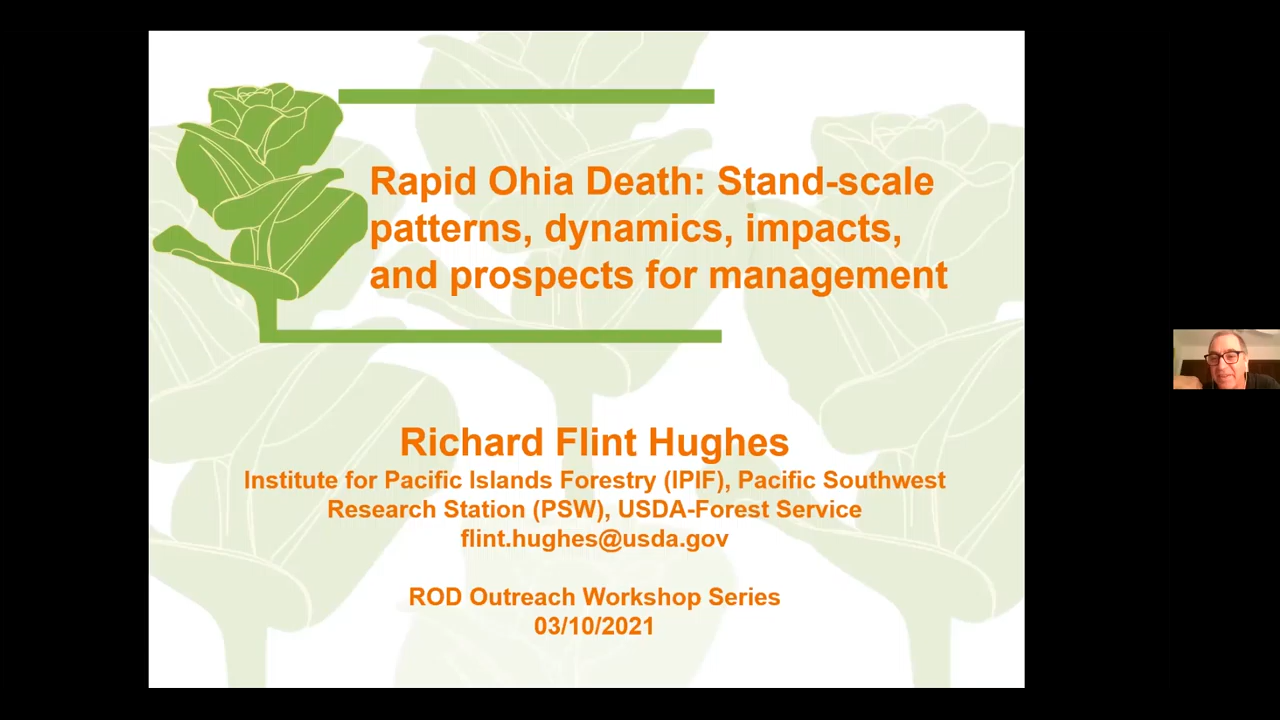 Rapid Ohia Death: Stand-scale
patterns, dynamics, impacts,
and prospects for management
Richard Flint Hughes
Institute for Pacific Islands Forestry (IPIF), Pacific Southwest
Research Station (PSW), USDA-Forest Service
flint.hughes@usda.gov
ROD Outreach Workshop Series
03/10/2021